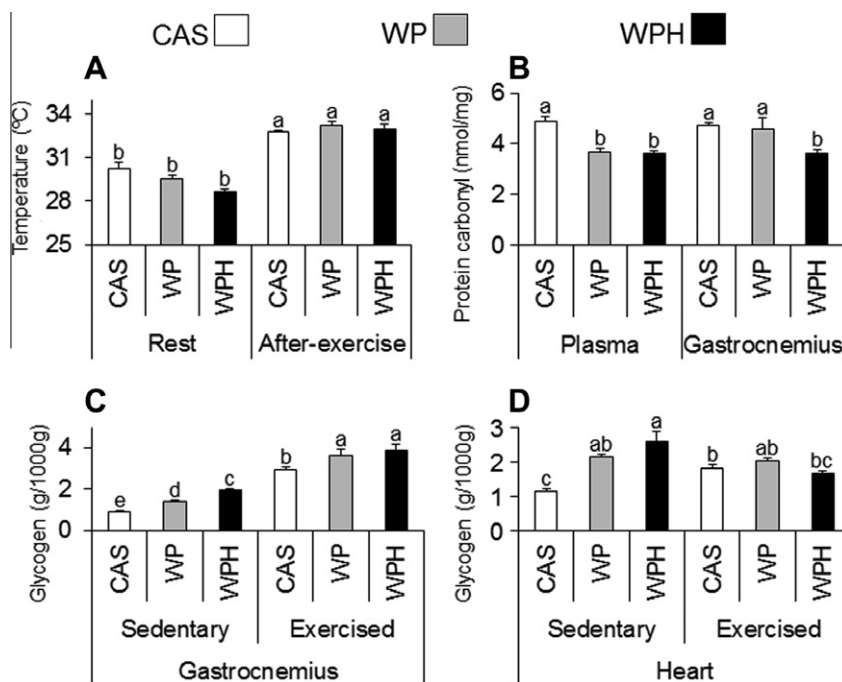 CAS WP WPH
A
Temperature (ºC)
33
31
28
25
b b b a a a
CAS WP WPH CAS WP WPH
Rest After-exercise
B
Protein carbonyl (nmol/mg)
6
4
2
0
a b b a a b
CAS WP WPH CAS WP WPH
Plasma Gastrocnemius
C
Glycogen (g/1000g)
4
2
0
e d c b a a
CAS WP WPH CAS WP WPH
Sedentary Exercised
Gastrocnemius
D
Glycogen (g/1000g)
3
2
1
0
c ab a b ab bc
CAS WP WPH CAS WP WPH
Sedentary Exercised
Heart